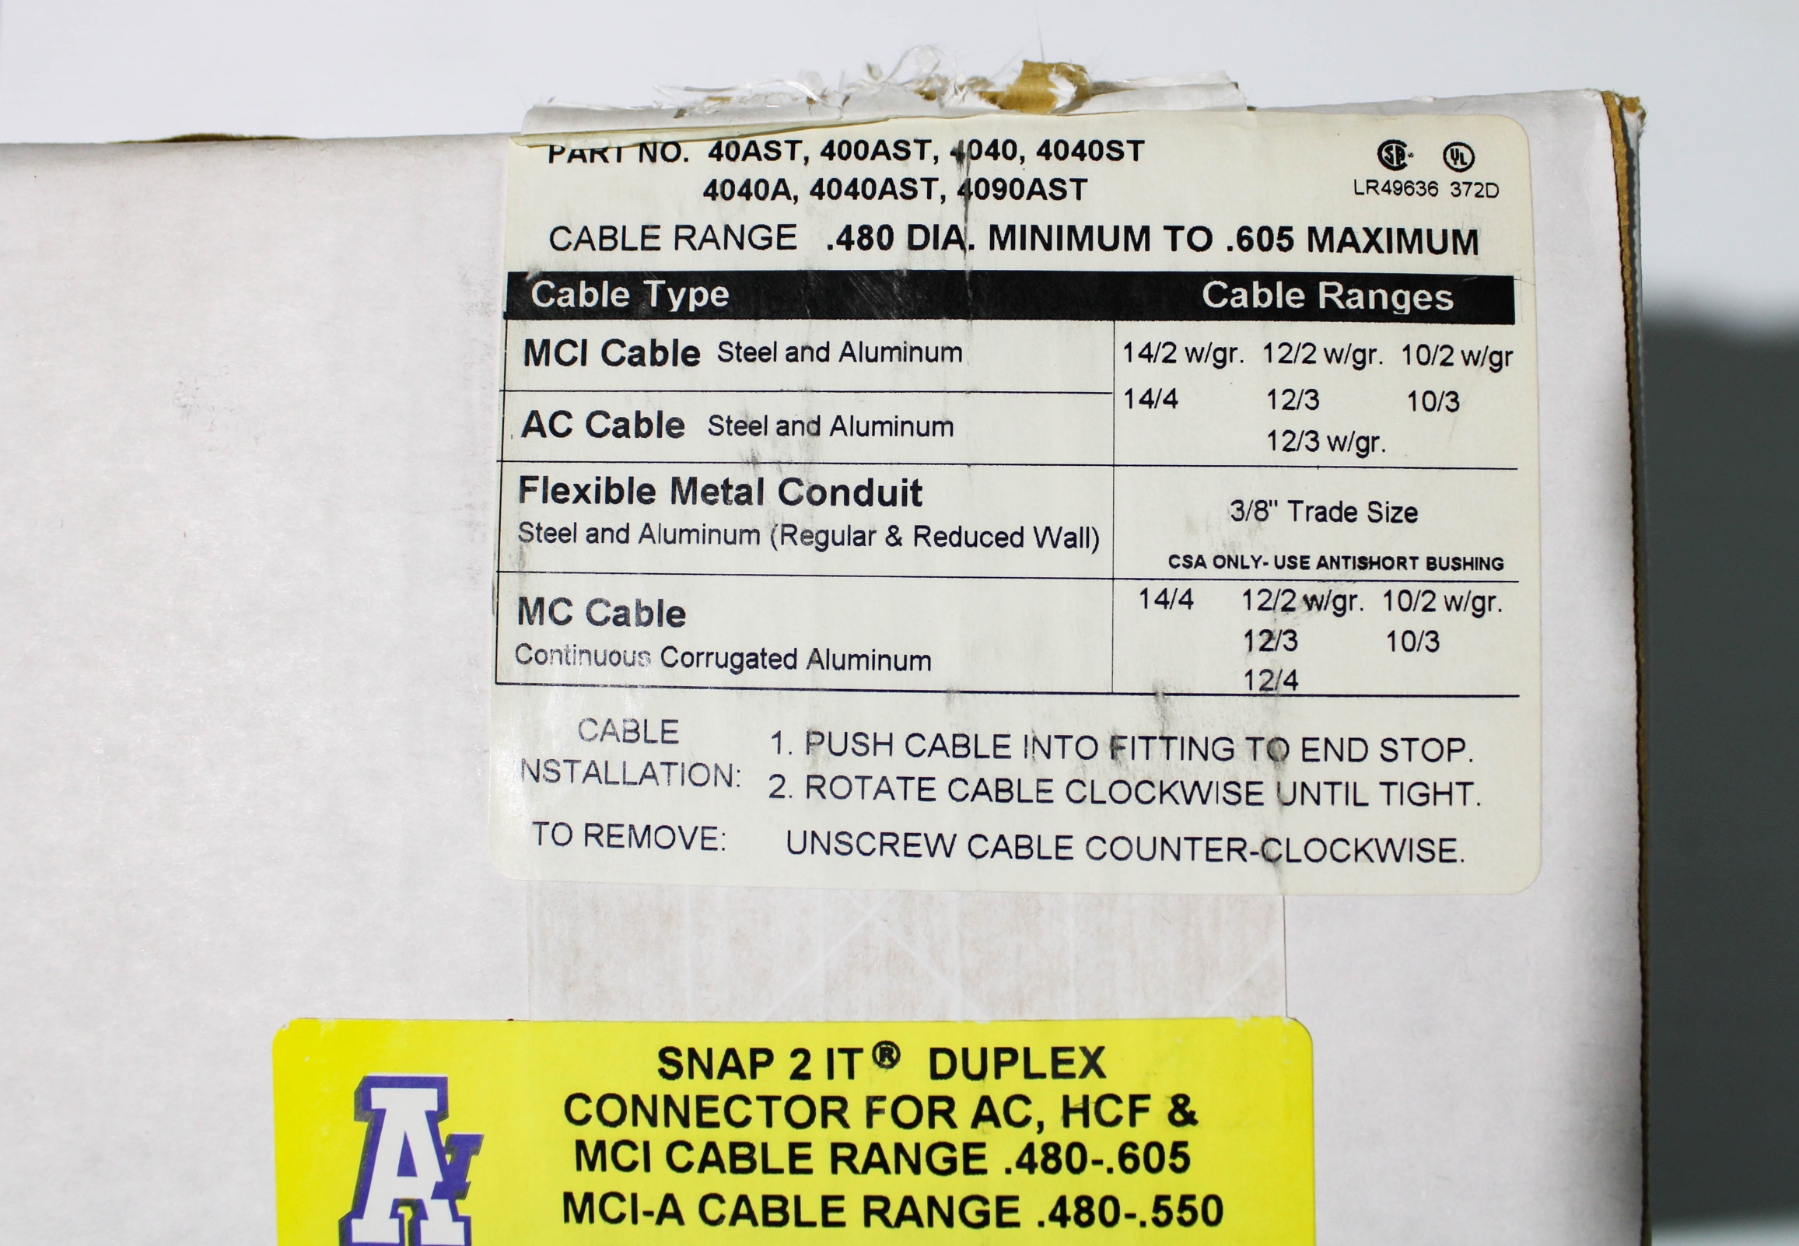 PART NO. 40AST, 400AST, 4040, 4040ST
4040A, 4040AST, 4090AST
LR49636 372D
CABLE RANGE .480 DIA. MINIMUM TO .605 MAXIMUM
Cable Type Cable Ranges
MCI Cable Steel and Aluminum 14/2 w/gr. 12/2 w/gr. 10/2 w/gr
14/4 12/3 10/3
AC Cable Steel and Aluminum
12/3 w/gr.
Flexible Metal Conduit
3/8" Trade Size
Steel and Aluminum (Regular & Reduced Wall)
CSA ONLY- USE ANTISHORT BUSHING
14/4 12/2 w/gr. 10/2 w/gr.
MC Cable
12/3 10/3
Continuous Corrugated Aluminum
12/4
CABLE
NSTALLATION:
1. PUSH CABLE INTO FITTING TO END STOP.
2. ROTATE CABLE CLOCKWISE UNTIL TIGHT.
TO REMOVE: UNSCREW CABLE COUNTER-CLOCKWISE.
SNAP 2 IT® DUPLEX
CONNECTOR FOR AC, HCF &
MCI CABLE RANGE .480-.605
MCI-A CABLE RANGE .480-.550
AI